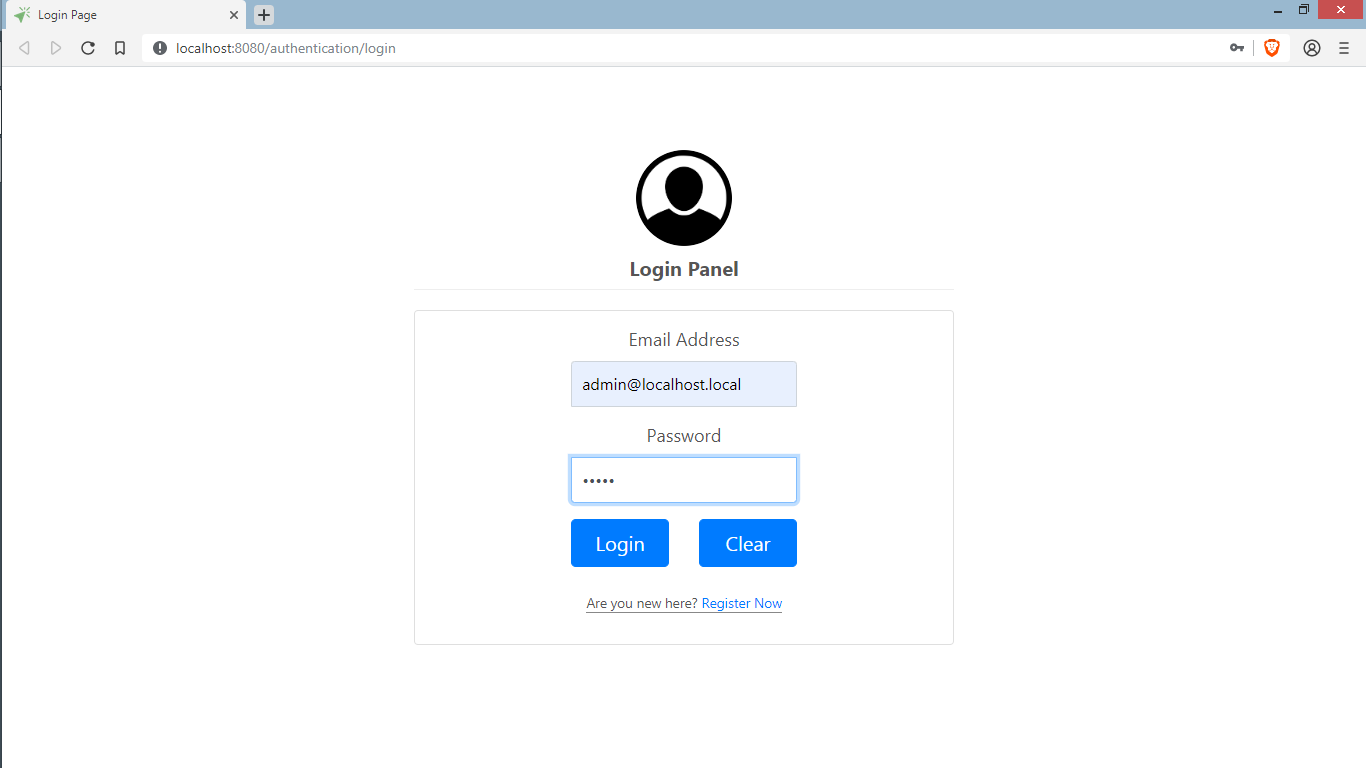 Login Page
localhost:8080/authentication/login
Login Panel
Email Address
admin@localhost.local
Password
•••••
Login Clear
Are you new here? Register Now